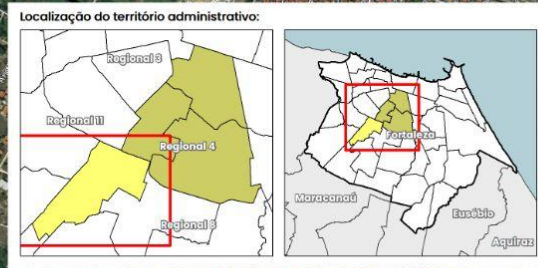 Localização do território administrativo:
Regional 3
Regional 11
Regional 4
Regional 8
Fortaleza
Maracanaú
Eusébio
Aquiraz